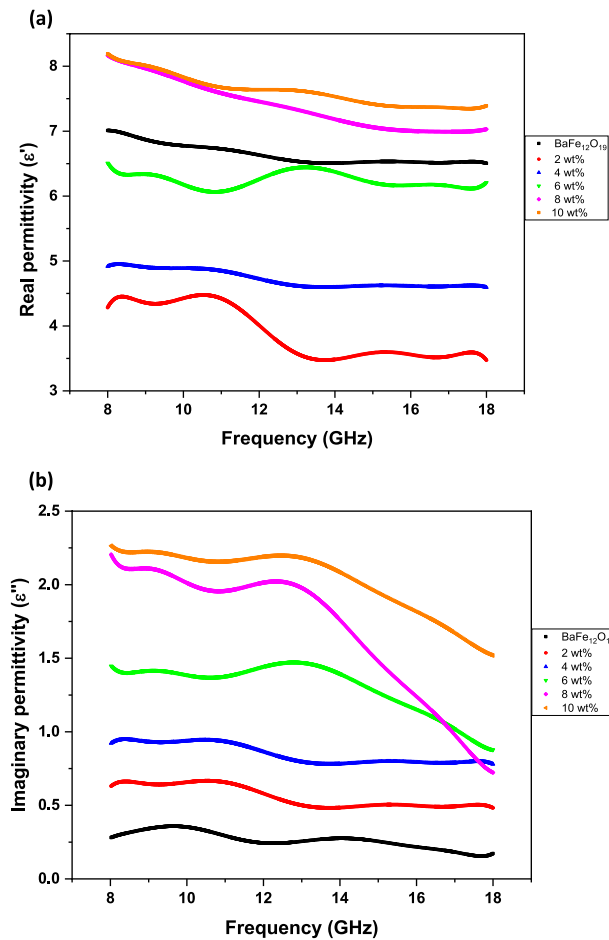 (a)
8
7
6
5
4
3
Real permittivity (ε')
8 10 12 14 16 18
Frequency (GHz)
BaFe12O19
2 wt%
4 wt%
6 wt%
8 wt%
10 wt%
(b)
2.5
2.0
1.5
1.0
0.5
0.0
Imaginary permittivity (ε'')
8 10 12 14 16 18
Frequency (GHz)
BaFe12O1
2 wt%
4 wt%
6 wt%
8 wt%
10 wt%